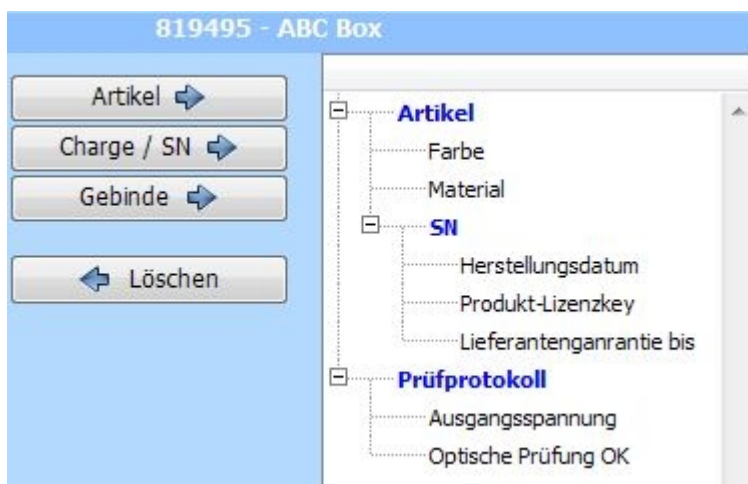 819495 - ABC Box
Artikel
Charge / SN
Gebinde
Löschen
Artikel
Farbe
Material
SN
Herstellungsdatum
Produkt-Lizenzkey
Lieferantenganrantie bis
Prüfprotokoll
Ausgangsspannung
Optische Prüfung OK